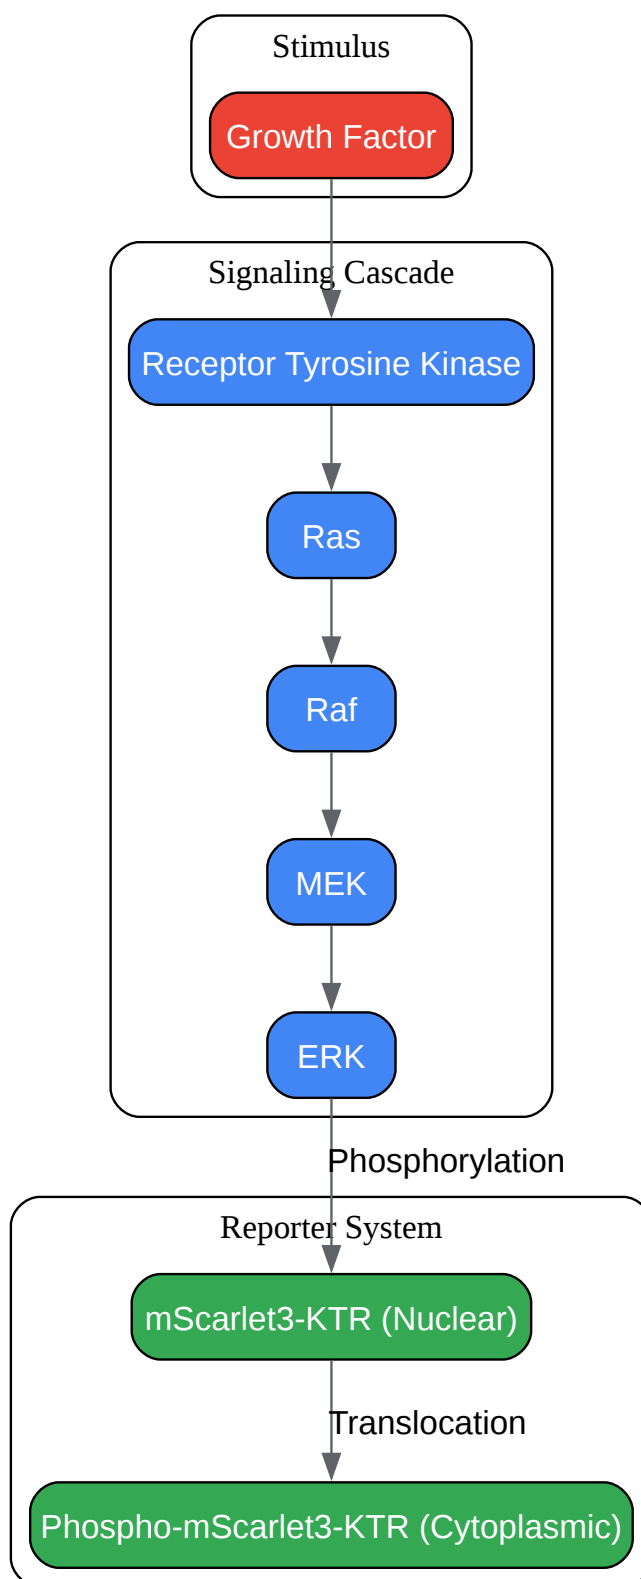 Stimulus
Growth Factor
Signaling Cascade
Receptor Tyrosine Kinase
Ras
Raf
MEK
ERK
Phosphorylation
Reporter System
mScarlet3-KTR (Nuclear)
Translocation
Phospho-mScarlet3-KTR (Cytoplasmic)